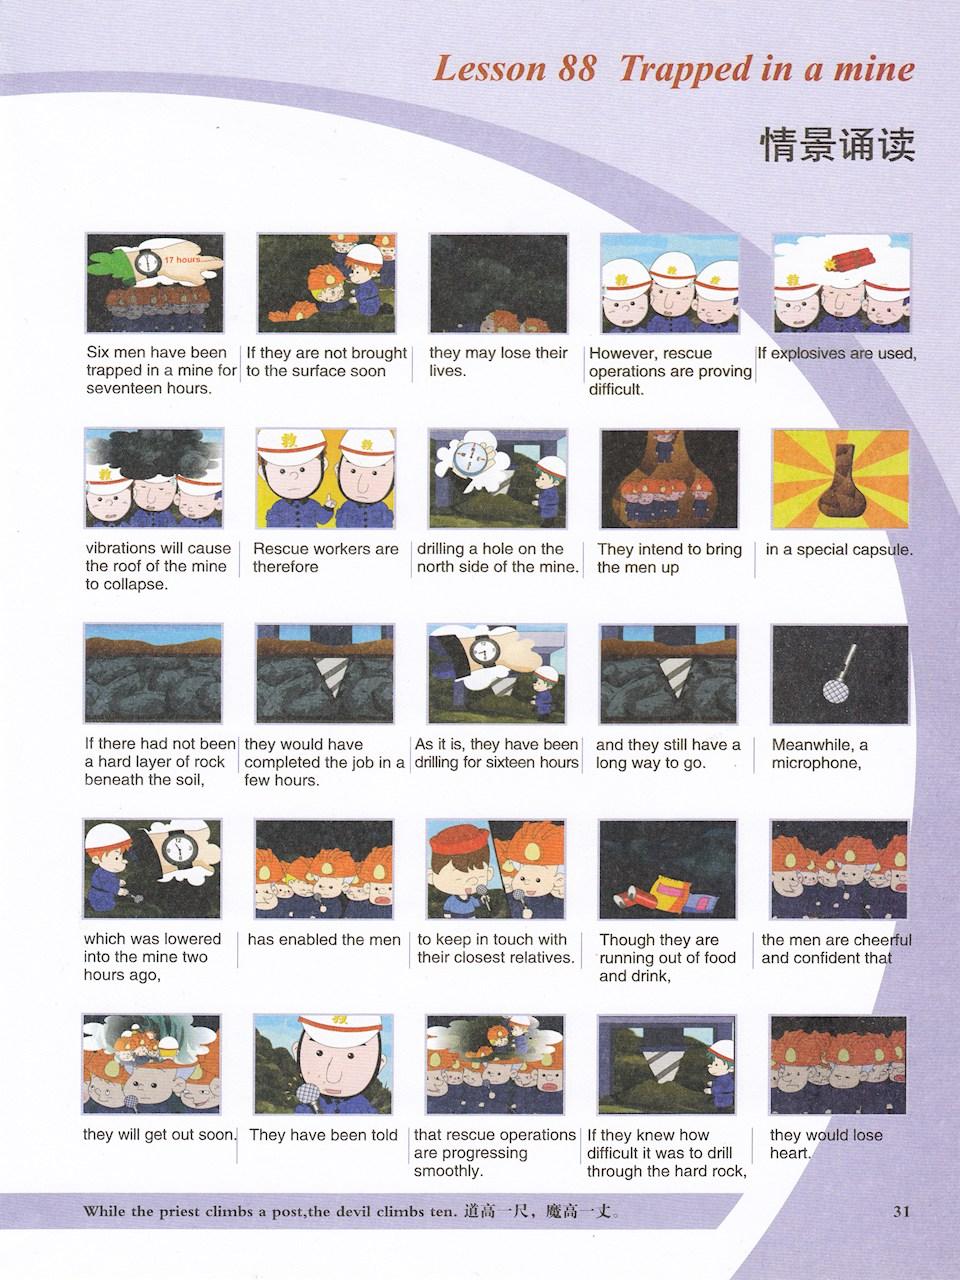 Lesson 88 Trapped in a mine
情景诵读
17 hours......
Six men have been
trapped in a mine for
seventeen hours.
If they are not brought
to the surface soon
they may lose their
lives.
However, rescue
operations are proving
difficult.
If explosives are used,
救
救
救
救
vibrations will cause
the roof of the mine
to collapse.
Rescue workers are
therefore
drilling a hole on the
north side of the mine.
They intend to bring
the men up
in a special capsule.
救
救
救
If there had not been
a hard layer of rock
beneath the soil,
they would have
completed the job in a
few hours.
As it is, they have been
drilling for sixteen hours
and they still have a
long way to go.
Meanwhile, a
microphone,
which was lowered
into the mine two
hours ago,
has enabled the men
to keep in touch with
their closest relatives.
Though they are
running out of food
and drink,
the men are cheerful
and confident that
they will get out soon.
They have been told
that rescue operations
are progressing
smoothly.
If they knew how
difficult it was to drill
through the hard rock,
they would lose
heart.
While the priest climbs a post,the devil climbs ten. 道高一尺，魔高一丈。
31